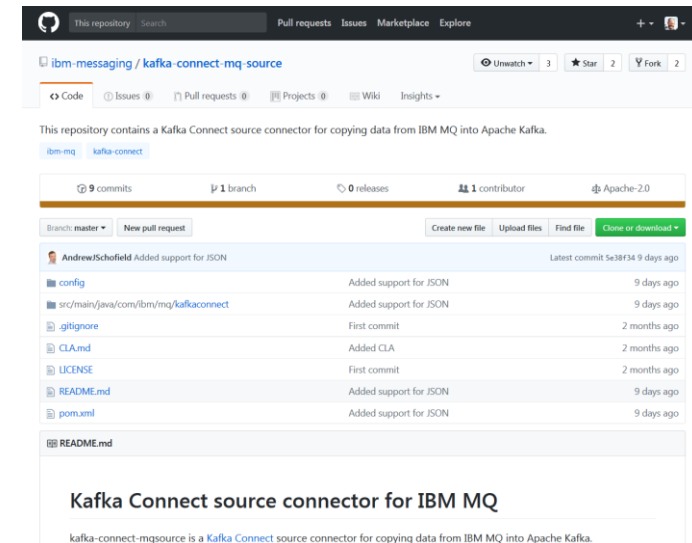 This repository Search Pull requests Issues Marketplace Explore
ibm-messaging / kafka-connect-mq-source Unwatch 3 Star 2 Fork 2
Code Issues 0 Pull requests 0 Projects 0 Wiki Insights
This repository contains a Kafka Connect source connector for copying data from IBM MQ into Apache Kafka.
ibm-mq kafka-connect
9 commits 1 branch 0 releases 1 contributor Apache-2.0
Branch: master New pull request Create new file Upload files Find file Clone or download
AndrewJSchofield Added support for JSON Latest commit 5e38f34 9 days ago
config Added support for JSON 9 days ago
src/main/java/com/ibm/mq/kafkaconnect Added support for JSON 9 days ago
.gitignore First commit 2 months ago
CLA.md Added CLA 2 months ago
LICENSE First commit 2 months ago
README.md Added support for JSON 9 days ago
pom.xml Added support for JSON 9 days ago
README.md
Kafka Connect source connector for IBM MQ
kafka-connect-mqsource is a Kafka Connect source connector for copying data from IBM MQ into Apache Kafka.